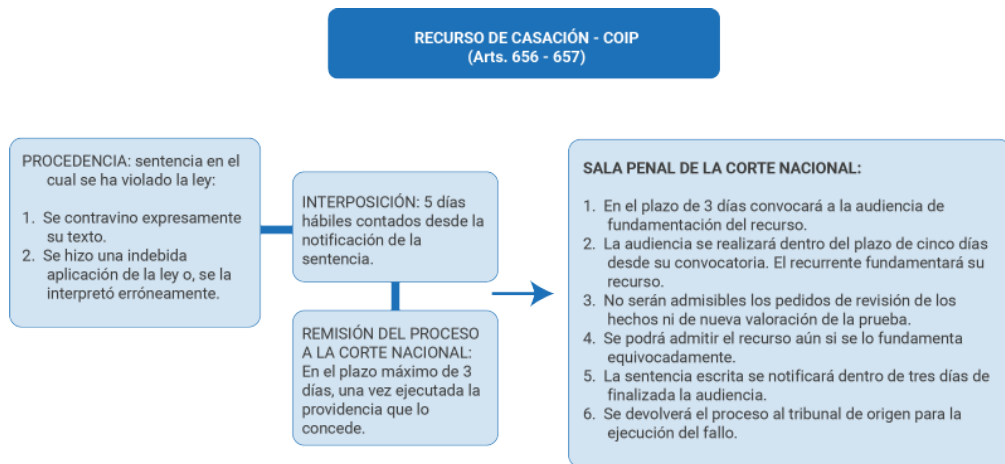 RECURSO DE CASACIÓN - COIP
(Arts. 656 - 657)
PROCEDENCIA: sentencia en el
cual se ha violado la ley:
1. Se contravino expresamente
su texto.
2. Se hizo una indebida
aplicación de la ley o, se la
interpretó erróneamente.
INTERPOSICIÓN: 5 días
hábiles contados desde la
notificación de la
sentencia.
REMISIÓN DEL PROCESO
A LA CORTE NACIONAL:
En el plazo máximo de 3
días, una vez ejecutada la
providencia que lo
concede.
SALA PENAL DE LA CORTE NACIONAL:
1. En el plazo de 3 días convocará a la audiencia de
fundamentación del recurso.
2. La audiencia se realizará dentro del plazo de cinco días
desde su convocatoria. El recurrente fundamentará su
recurso.
3. No serán admisibles los pedidos de revisión de los
hechos ni de nueva valoración de la prueba.
4. Se podrá admitir el recurso aún si se lo fundamenta
equivocadamente.
5. La sentencia escrita se notificará dentro de tres días de
finalizada la audiencia.
6. Se devolverá el proceso al tribunal de origen para la
ejecución del fallo.